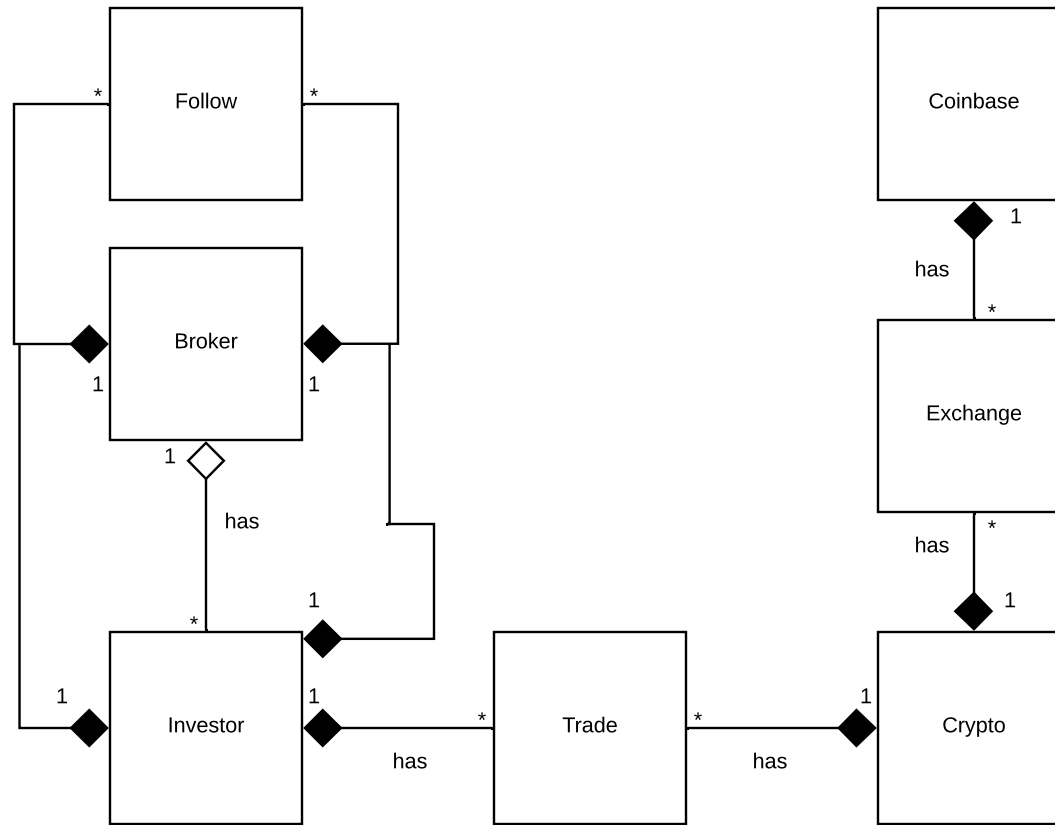 * Follow *
Coinbase
1
has
*
Broker
1
1
Exchange
1
has
*
has
*
1
1
*
1
1
1
Investor
*
Trade
*
Crypto
has
has